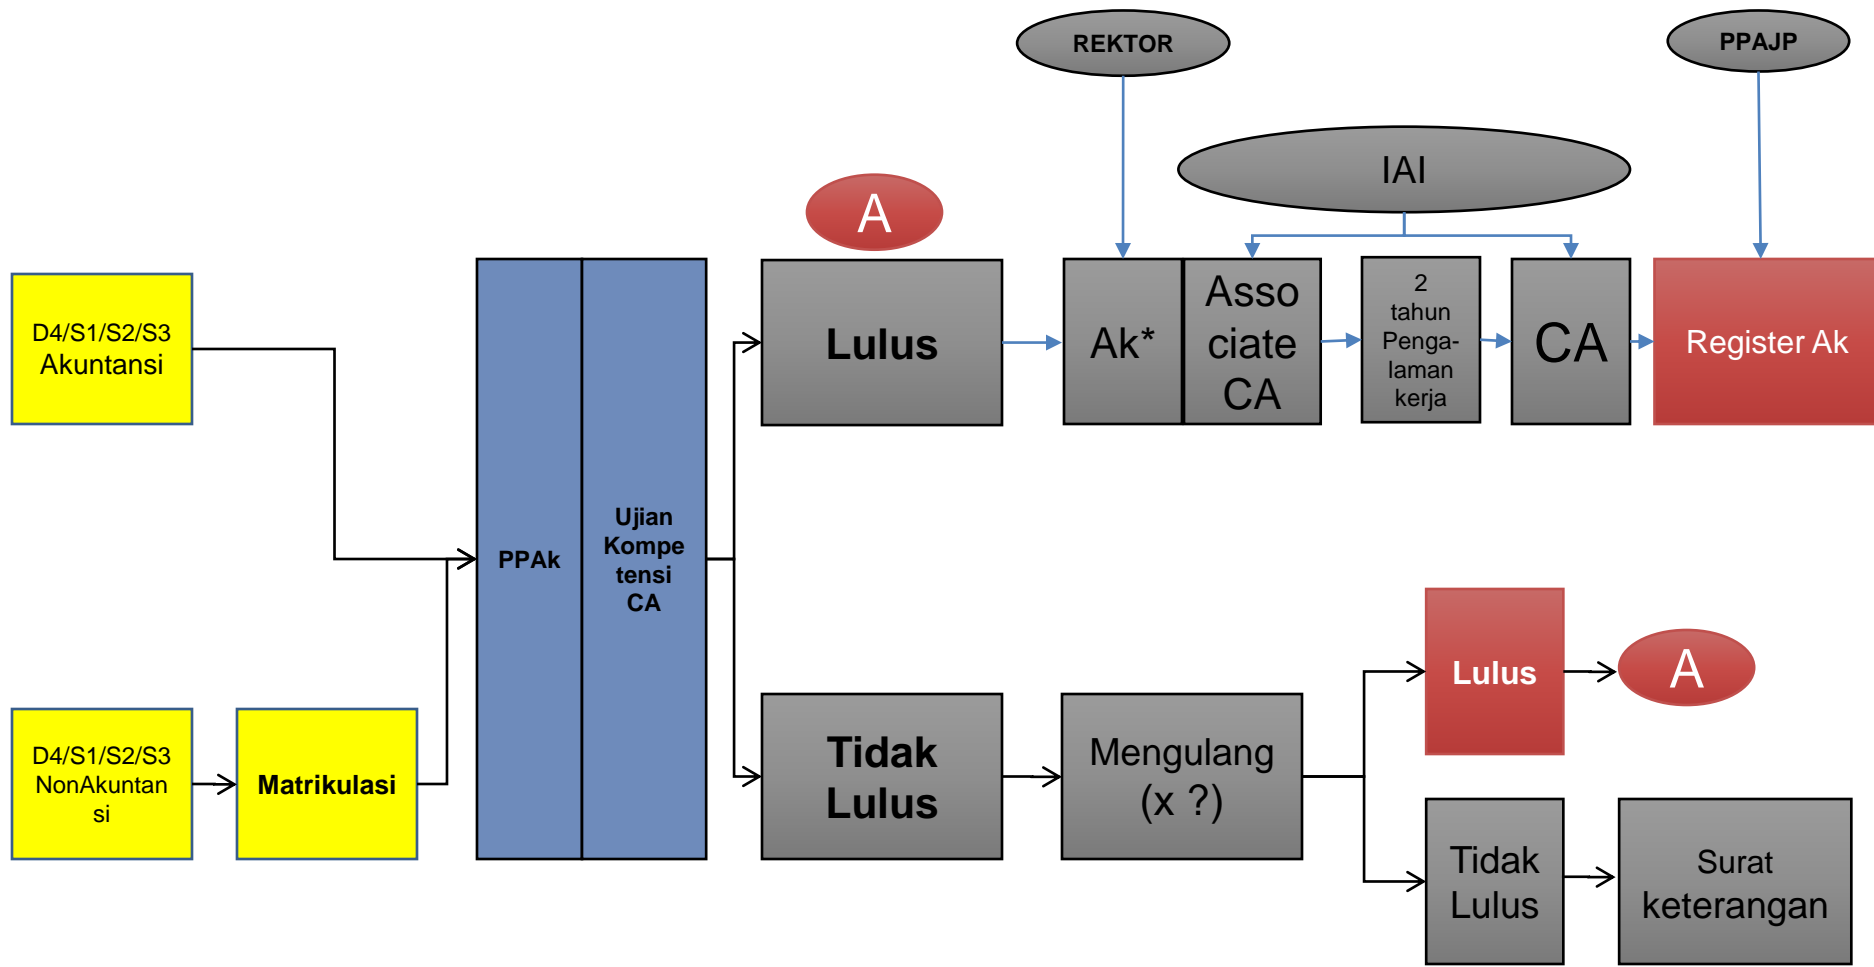 REKTOR
PPAJP
IAI
A
D4/S1/S2/S3
Akuntansi
PPAk
Ujian
Kompe
tensi
CA
Lulus
Ak*
Asso
ciate
CA
2
tahun
Penga-
laman
kerja
CA
Register Ak
D4/S1/S2/S3
NonAkuntan
si
Matrikulasi
Tidak
Lulus
Mengulang
(x ?)
Lulus
A
Tidak
Lulus
Surat
keterangan